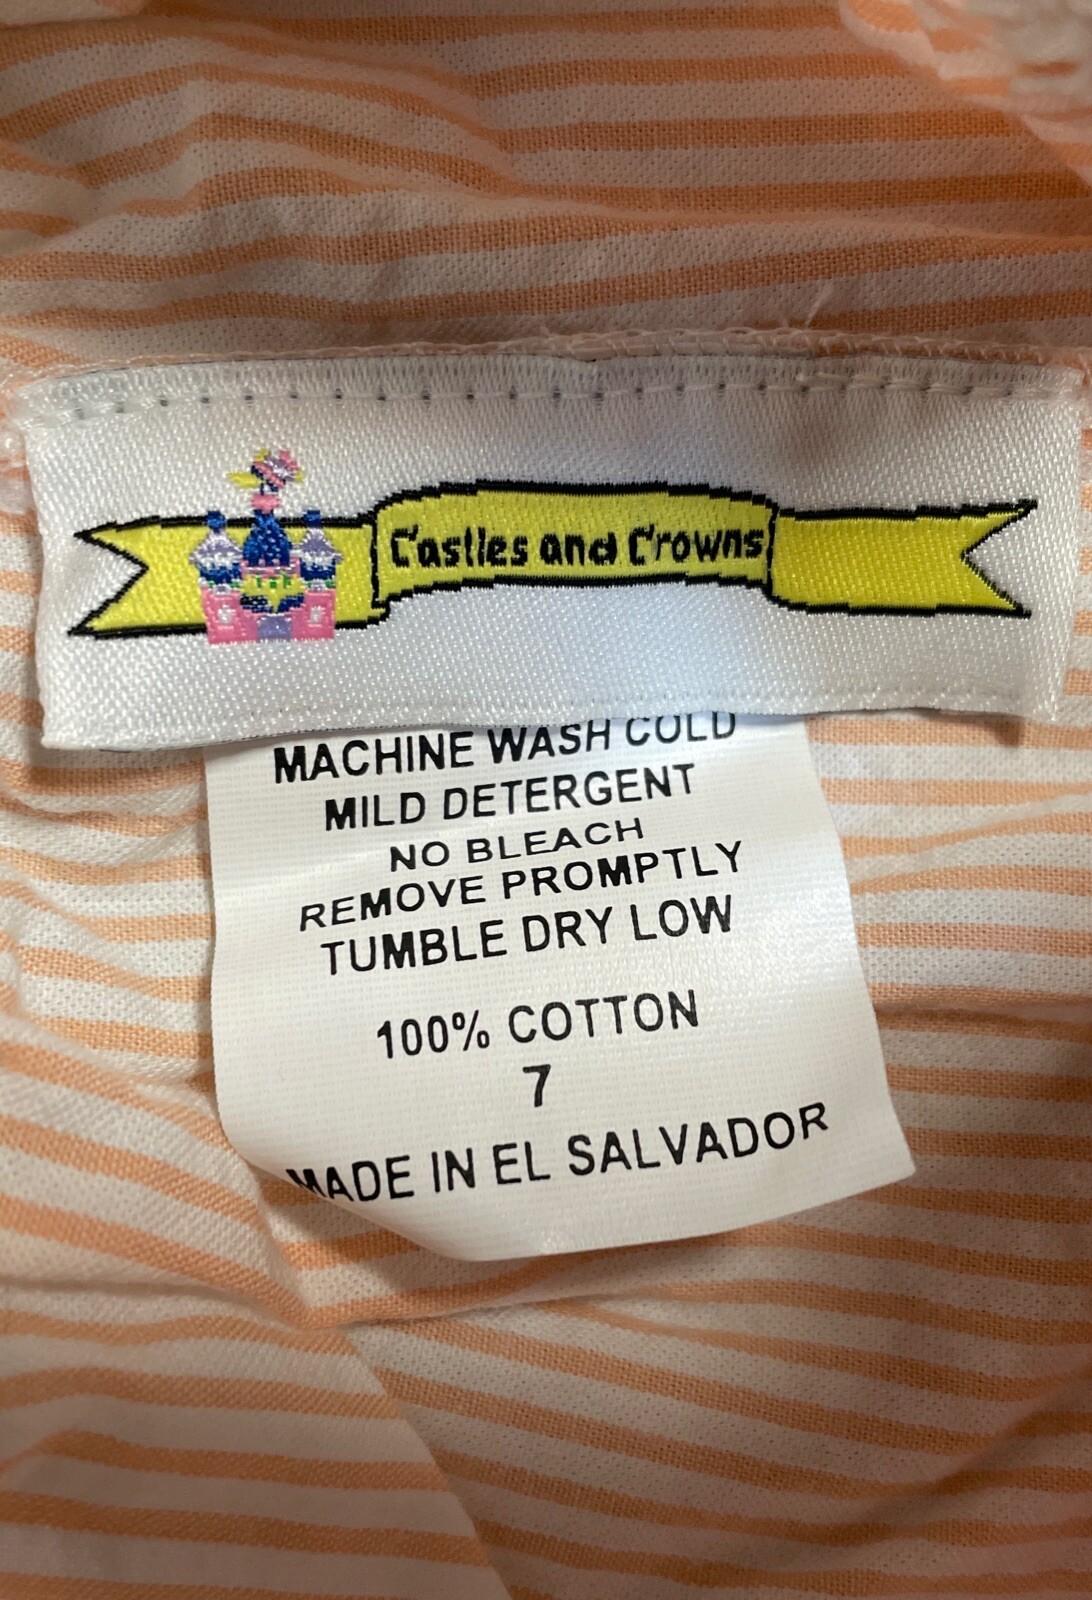 Castles and Crowns
MACHINE WASH COLD
MILD DETERGENT
NO BLEACH
REMOVE PROMPTLY
TUMBLE DRY LOW
100% COTTON
7
MADE IN EL SALVADOR